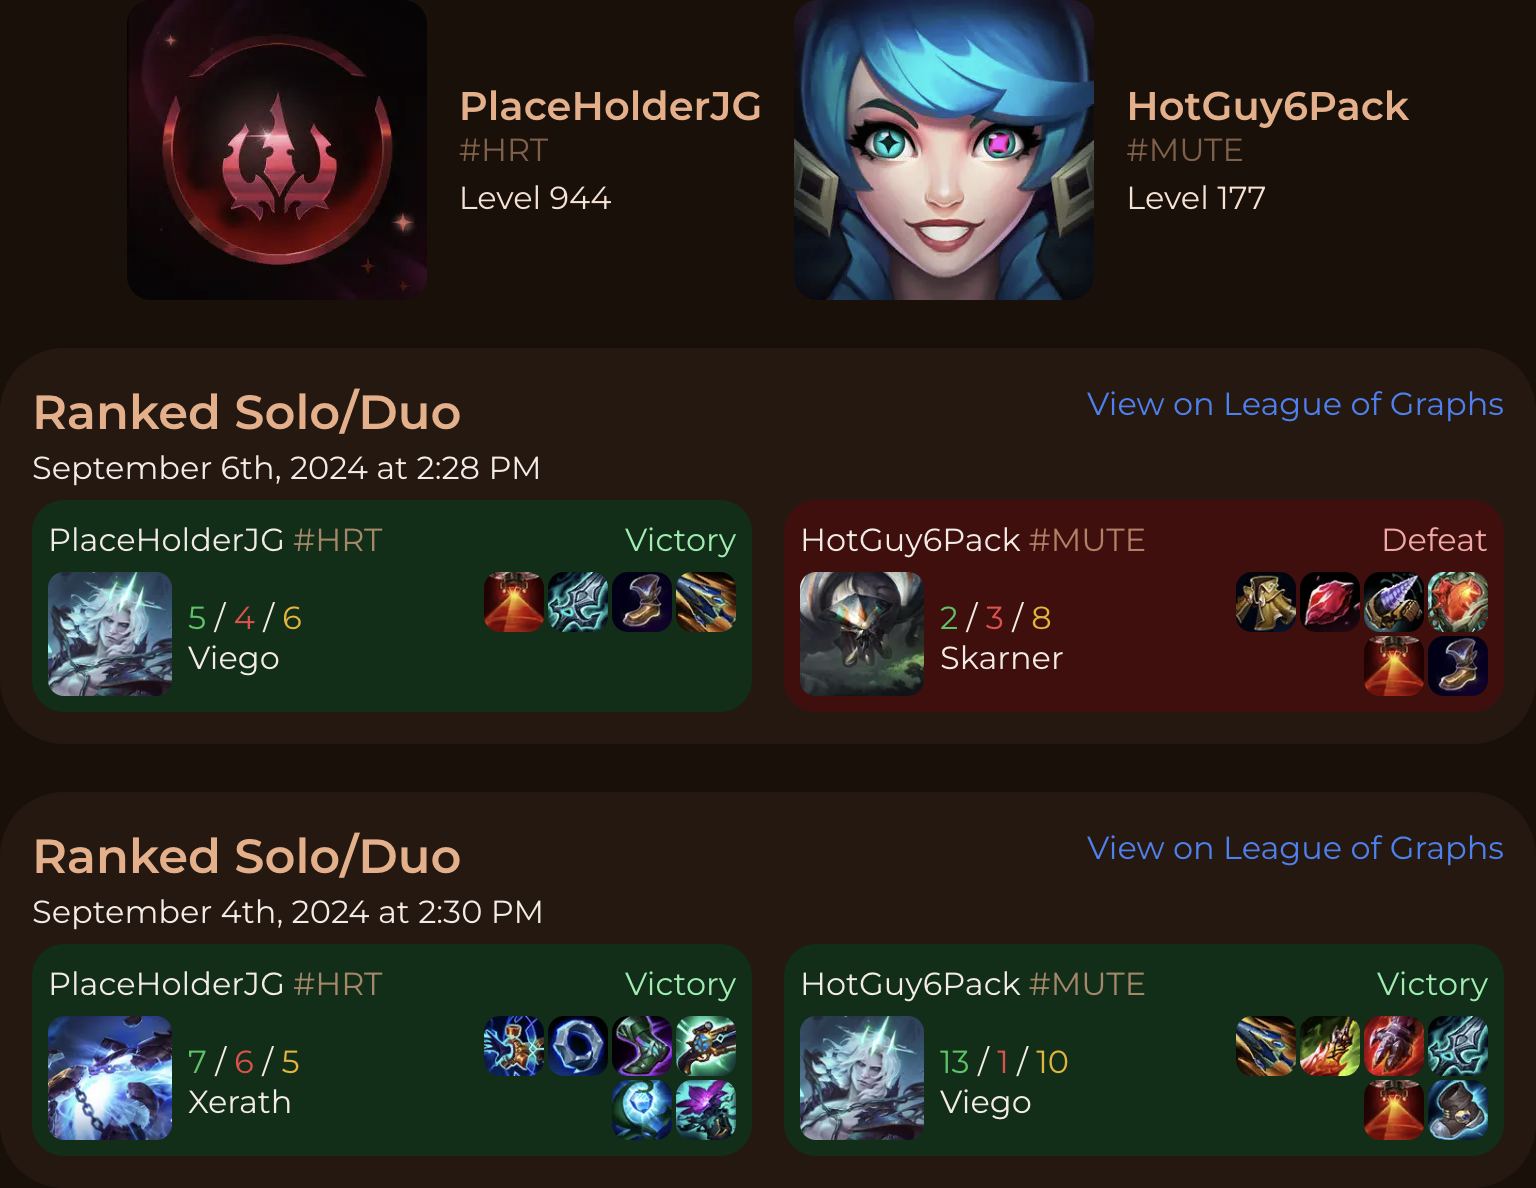 PlaceHolderJG
#HRT
Level 944
HotGuy6Pack
#MUTE
Level 177
Ranked Solo/Duo
View on League of Graphs
September 6th, 2024 at 2:28 PM
PlaceHolderJG #HRT Victory
5 / 4 / 6
Viego
HotGuy6Pack #MUTE Defeat
2 / 3 / 8
Skarner
Ranked Solo/Duo
View on League of Graphs
September 4th, 2024 at 2:30 PM
PlaceHolderJG #HRT Victory
7 / 6 / 5
Xerath
HotGuy6Pack #MUTE Victory
13 / 1 / 10
Viego